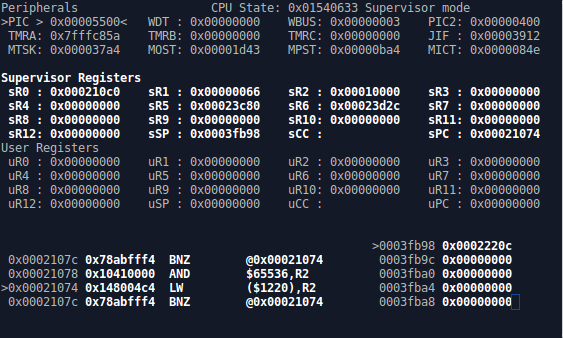 Peripherals CPU State: 0x01540633 Supervisor mode
>PIC > 0x00005500< WDT : 0x00000000 WBUS: 0x00000003 PIC2: 0x00000400
TMRA: 0x7fffc85a TMRB: 0x00000000 TMRC: 0x00000000 JIF : 0x00003912
MTSK: 0x000037a4 MOST: 0x00001d43 MPST: 0x00000ba4 MICT: 0x0000084e
Supervisor Registers
sR0 : 0x000210c0 sR1 : 0x00000066 sR2 : 0x00010000 sR3 : 0x00000000
sR4 : 0x00000000 sR5 : 0x00023c80 sR6 : 0x00023d2c sR7 : 0x00000000
sR8 : 0x00000000 sR9 : 0x00000000 sR10: 0x00000000 sR11: 0x00000000
sR12: 0x00000000 sSP : 0x0003fb98 sCC : sPC : 0x00021074
User Registers
uR0 : 0x00000000 uR1 : 0x00000000 uR2 : 0x00000000 uR3 : 0x00000000
uR4 : 0x00000000 uR5 : 0x00000000 uR6 : 0x00000000 uR7 : 0x00000000
uR8 : 0x00000000 uR9 : 0x00000000 uR10: 0x00000000 uR11: 0x00000000
uR12: 0x00000000 uSP : 0x00000000 uCC : uPC : 0x00000000
>0003fb98 0x0002220c
0x0002107c 0x78abfff4 BNZ @0x00021074 0003fb9c 0x00000000
0x00021078 0x10410000 AND $65536,R2 0003fba0 0x00000000
>0x00021074 0x148004c4 LW ($1220),R2 0003fba4 0x00000000
0x0002107c 0x78abfff4 BNZ @0x00021074 0003fba8 0x00000000